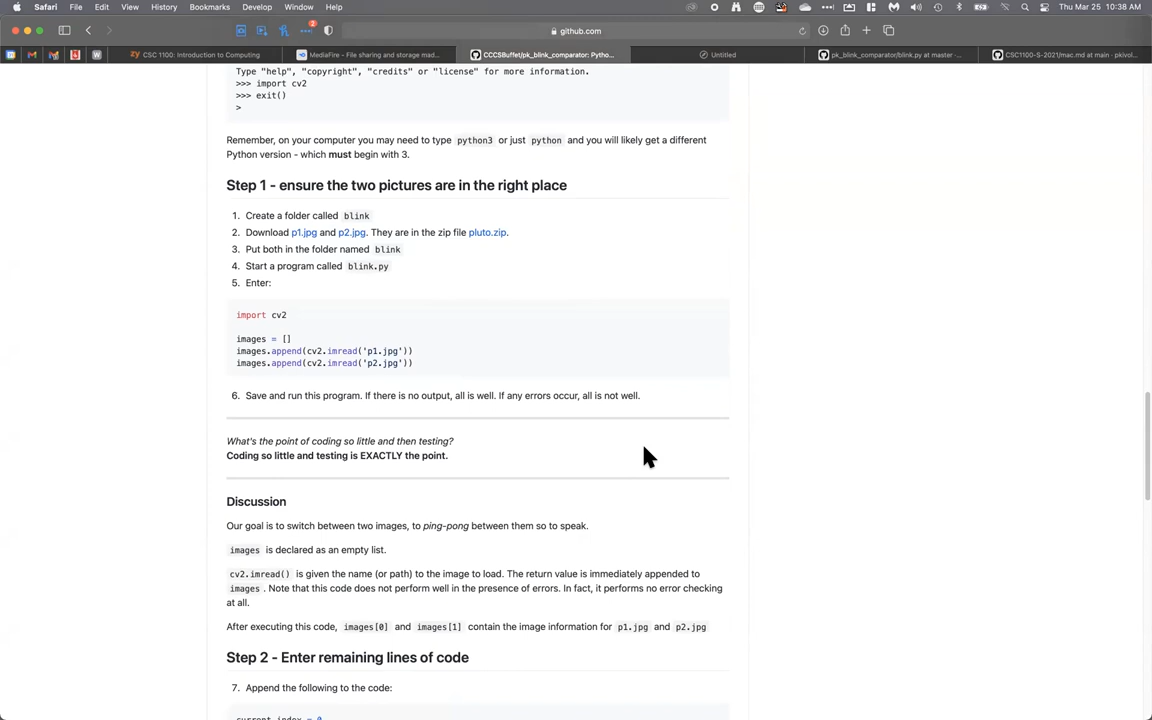 Safari File Edit View History Bookmarks Develop Window Help Thu Mar 25 10:38 AM
2
github.com
CSC 1100: Introduction to Computing MediaFire - File sharing and storage mad... CCCSBuffet/pk_blink_comparator: Pytho... Untitled pk_blink_comparator/blink.py at master -... CSC1100-S-2021/mac.md at main · pkivol...
Type "help", "copyright", "credits" or "license" for more information.
>>> import cv2
>>> exit()
>
Remember, on your computer you may need to type python3 or just python and you will likely get a different
Python version - which must begin with 3.
Step 1 - ensure the two pictures are in the right place
1. Create a folder called blink
2. Download p1.jpg and p2.jpg. They are in the zip file pluto.zip.
3. Put both in the folder named blink
4. Start a program called blink.py
5. Enter:
import cv2
images = []
images.append(cv2.imread('p1.jpg'))
images.append(cv2.imread('p2.jpg'))
6. Save and run this program. If there is no output, all is well. If any errors occur, all is not well.
What's the point of coding so little and then testing?
Coding so little and testing is EXACTLY the point.
Discussion
Our goal is to switch between two images, to ping-pong between them so to speak.
images is declared as an empty list.
cv2.imread() is given the name (or path) to the image to load. The return value is immediately appended to
images . Note that this code does not perform well in the presence of errors. In fact, it performs no error checking
at all.
After executing this code, images[0] and images[1] contain the image information for p1.jpg and p2.jpg
Step 2 - Enter remaining lines of code
7. Append the following to the code:
current_index = 0